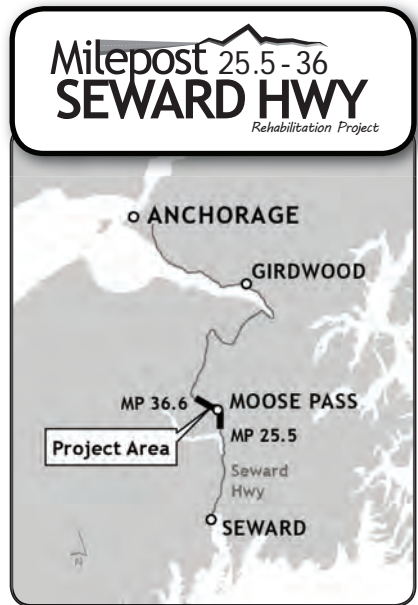 Milepost 25.5 - 36
SEWARD HWY
Rehabilitation Project
ANCHORAGE
GIRDWOOD
MP 36.6
MOOSE PASS
MP 25.5
Project Area
Seward
Hwy
SEWARD
N